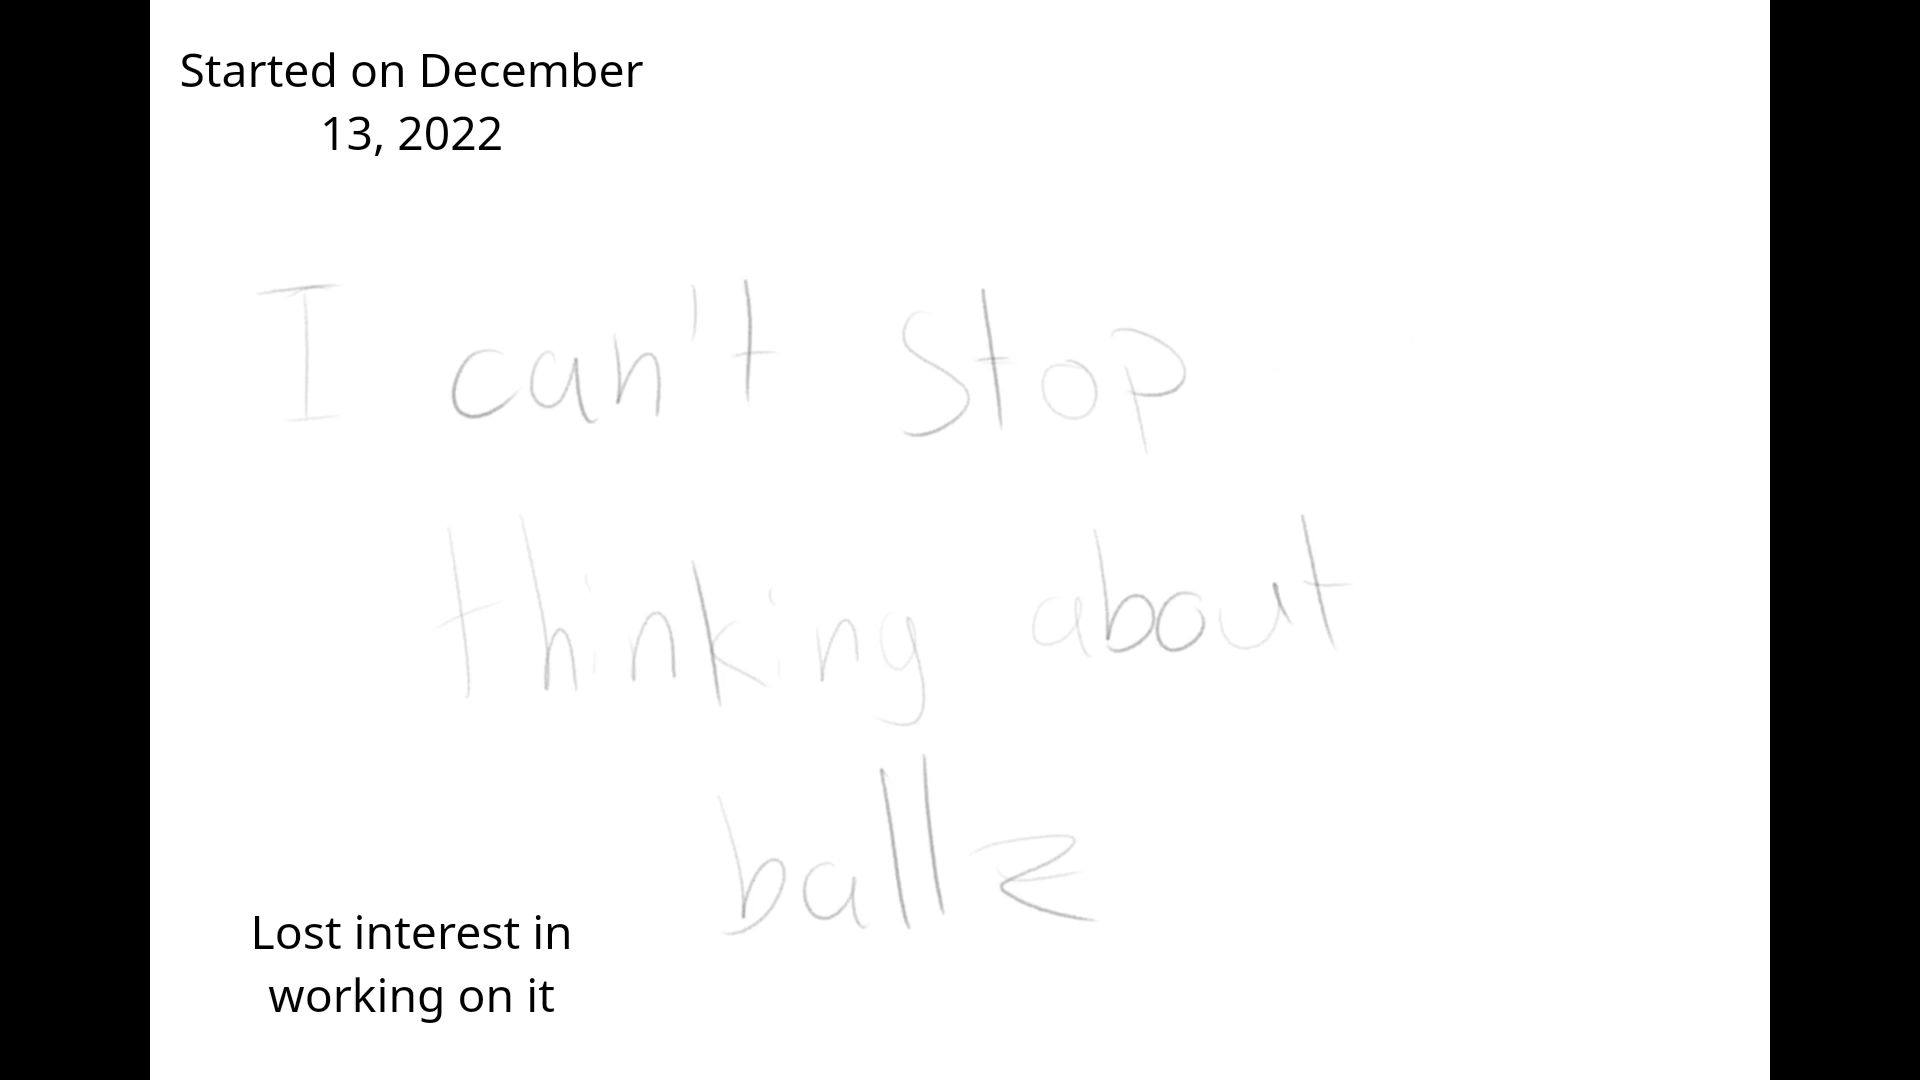 Started on December
13, 2022
I can't stop
thinking about
ballz
Lost interest in
working on it